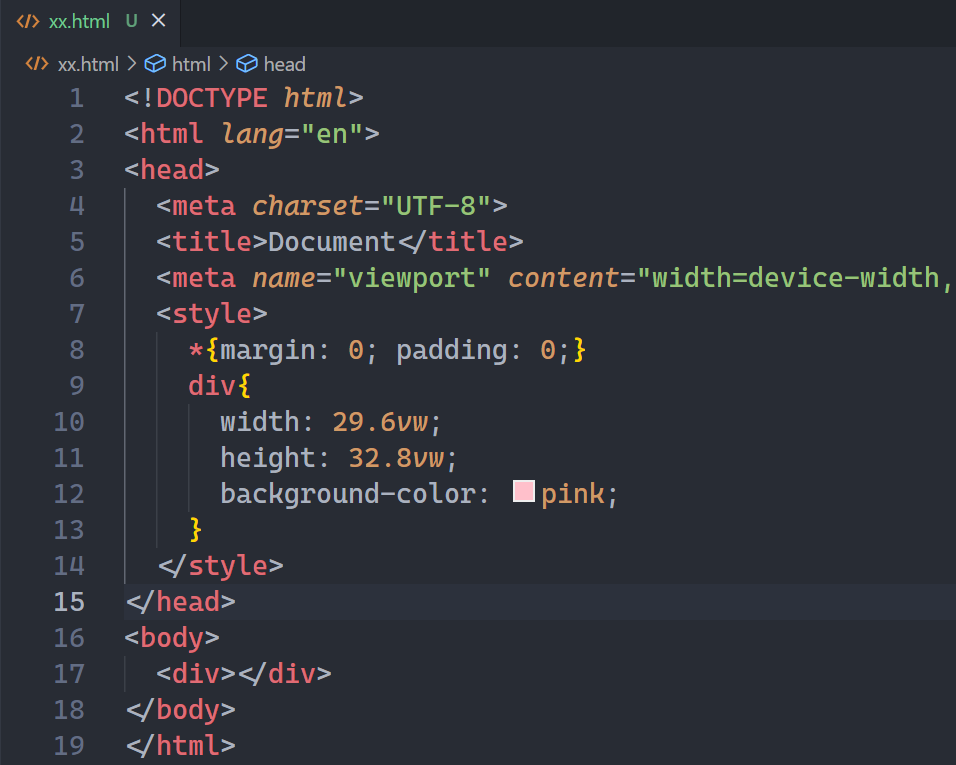 xx.html U
xx.html > html > head
1 <!DOCTYPE html>
2 <html lang="en">
3 <head>
4 <meta charset="UTF-8">
5 <title>Document</title>
6 <meta name="viewport" content="width=device-width,
7 <style>
8 *{margin: 0; padding: 0;}
9 div{
10 width: 29.6vw;
11 height: 32.8vw;
12 background-color: pink;
13 }
14 </style>
15 </head>
16 <body>
17 <div></div>
18 </body>
19 </html>